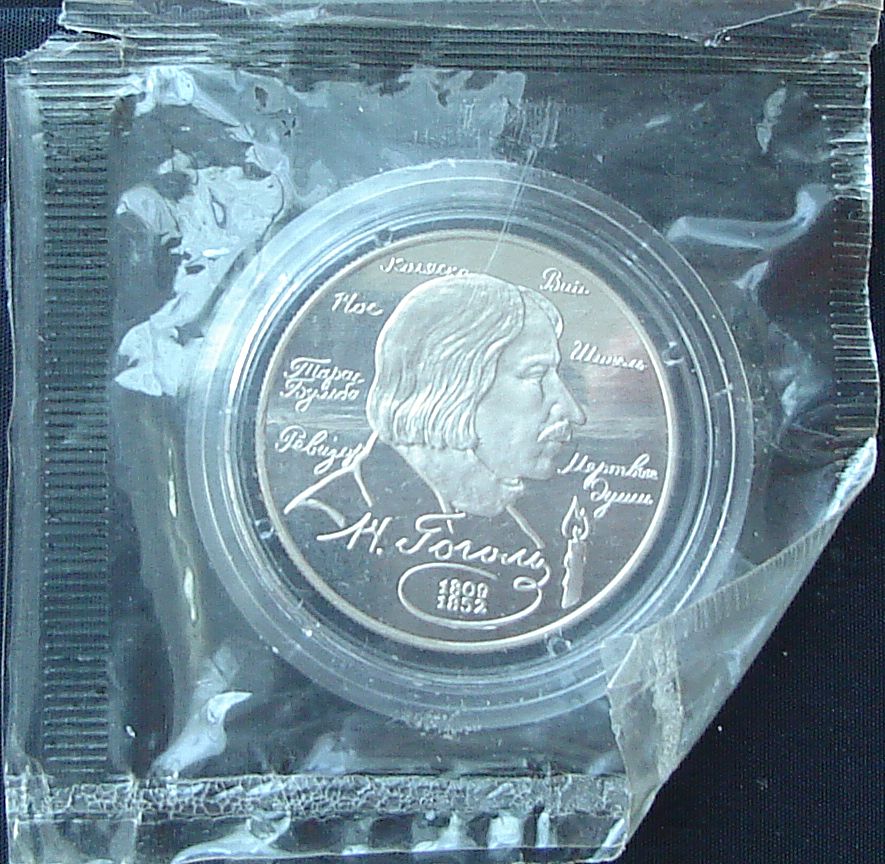 Коляска
Вий
Нос
Шинель
Тарас
Бульба
Ревизор
Мертвые
души
Н. Гоголь
1809
1852